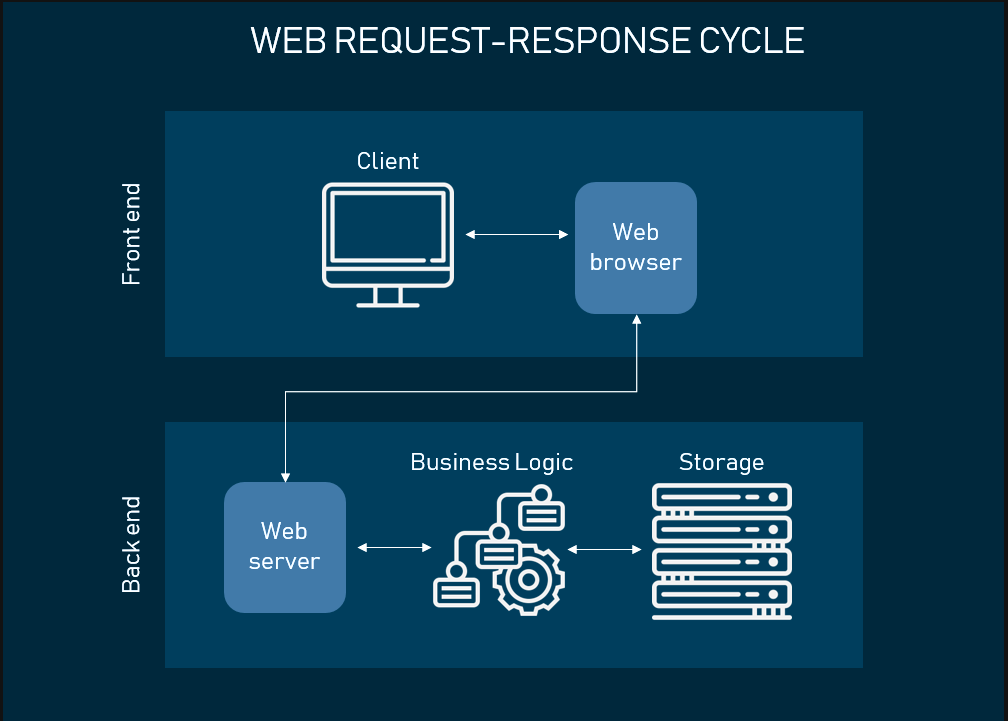 WEB REQUEST-RESPONSE CYCLE
Front end
Client
Web
browser
Back end
Business Logic
Storage
Web
server